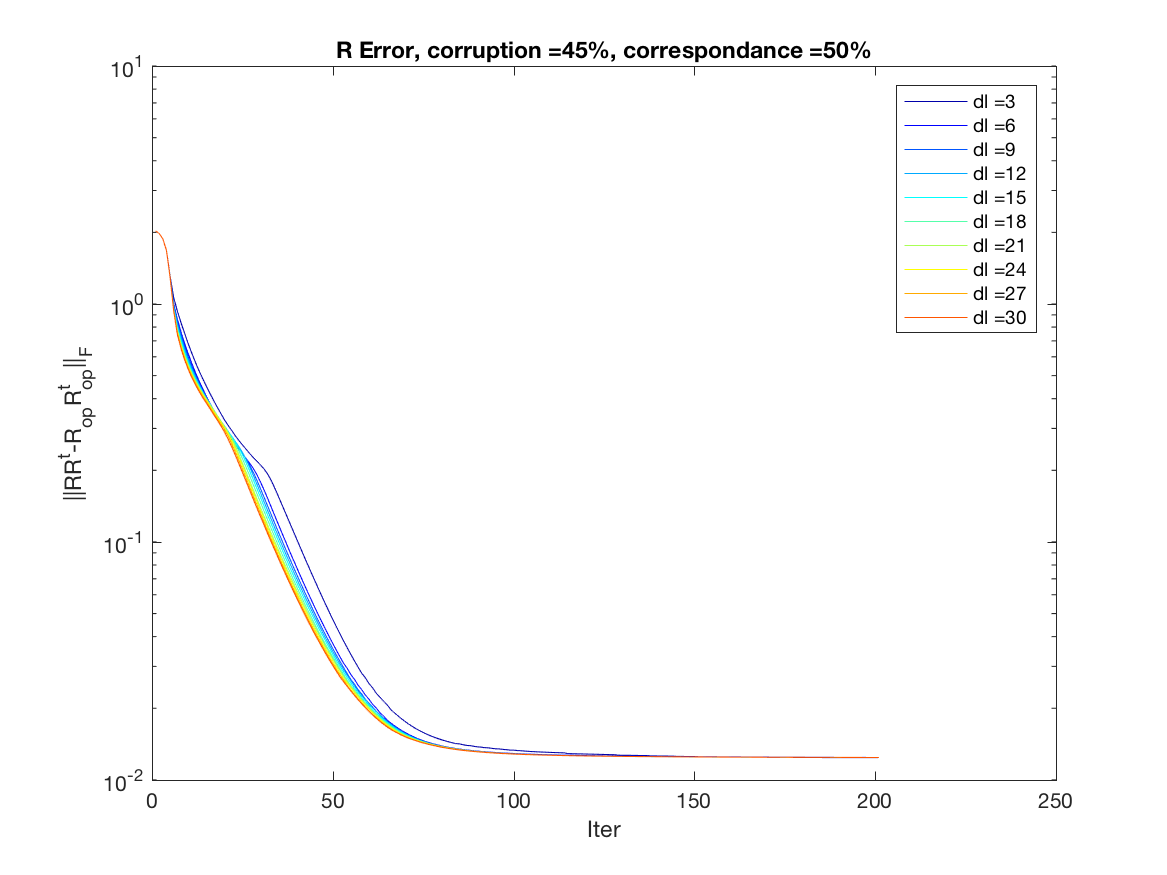 R Error, corruption =45%, correspondance =50%
10^1
10^0
10^-1
10^-2
||RR^t-R_op R_op^t||_F
0 50 100 150 200 250
Iter
dl =3
dl =6
dl =9
dl =12
dl =15
dl =18
dl =21
dl =24
dl =27
dl =30